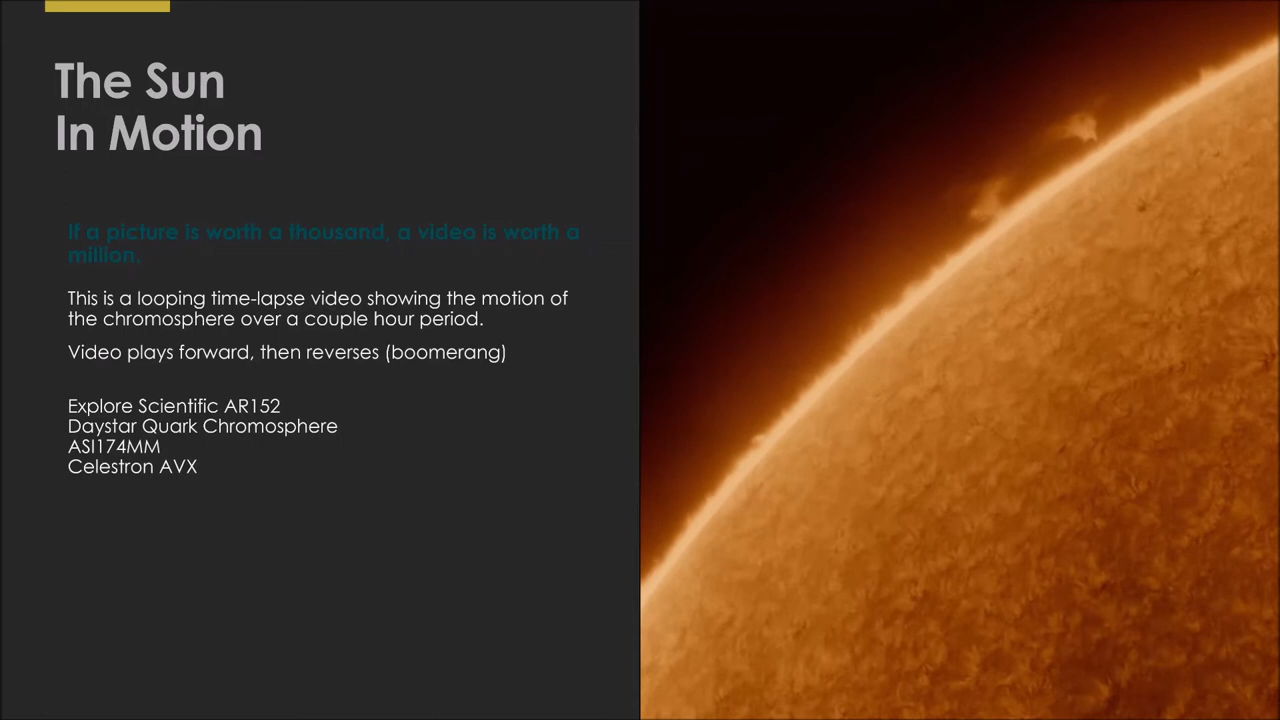 The Sun
In Motion
If a picture is worth a thousand, a video is worth a
million.
This is a looping time-lapse video showing the motion of
the chromosphere over a couple hour period.
Video plays forward, then reverses (boomerang)
Explore Scientific AR152
Daystar Quark Chromosphere
ASI174MM
Celestron AVX